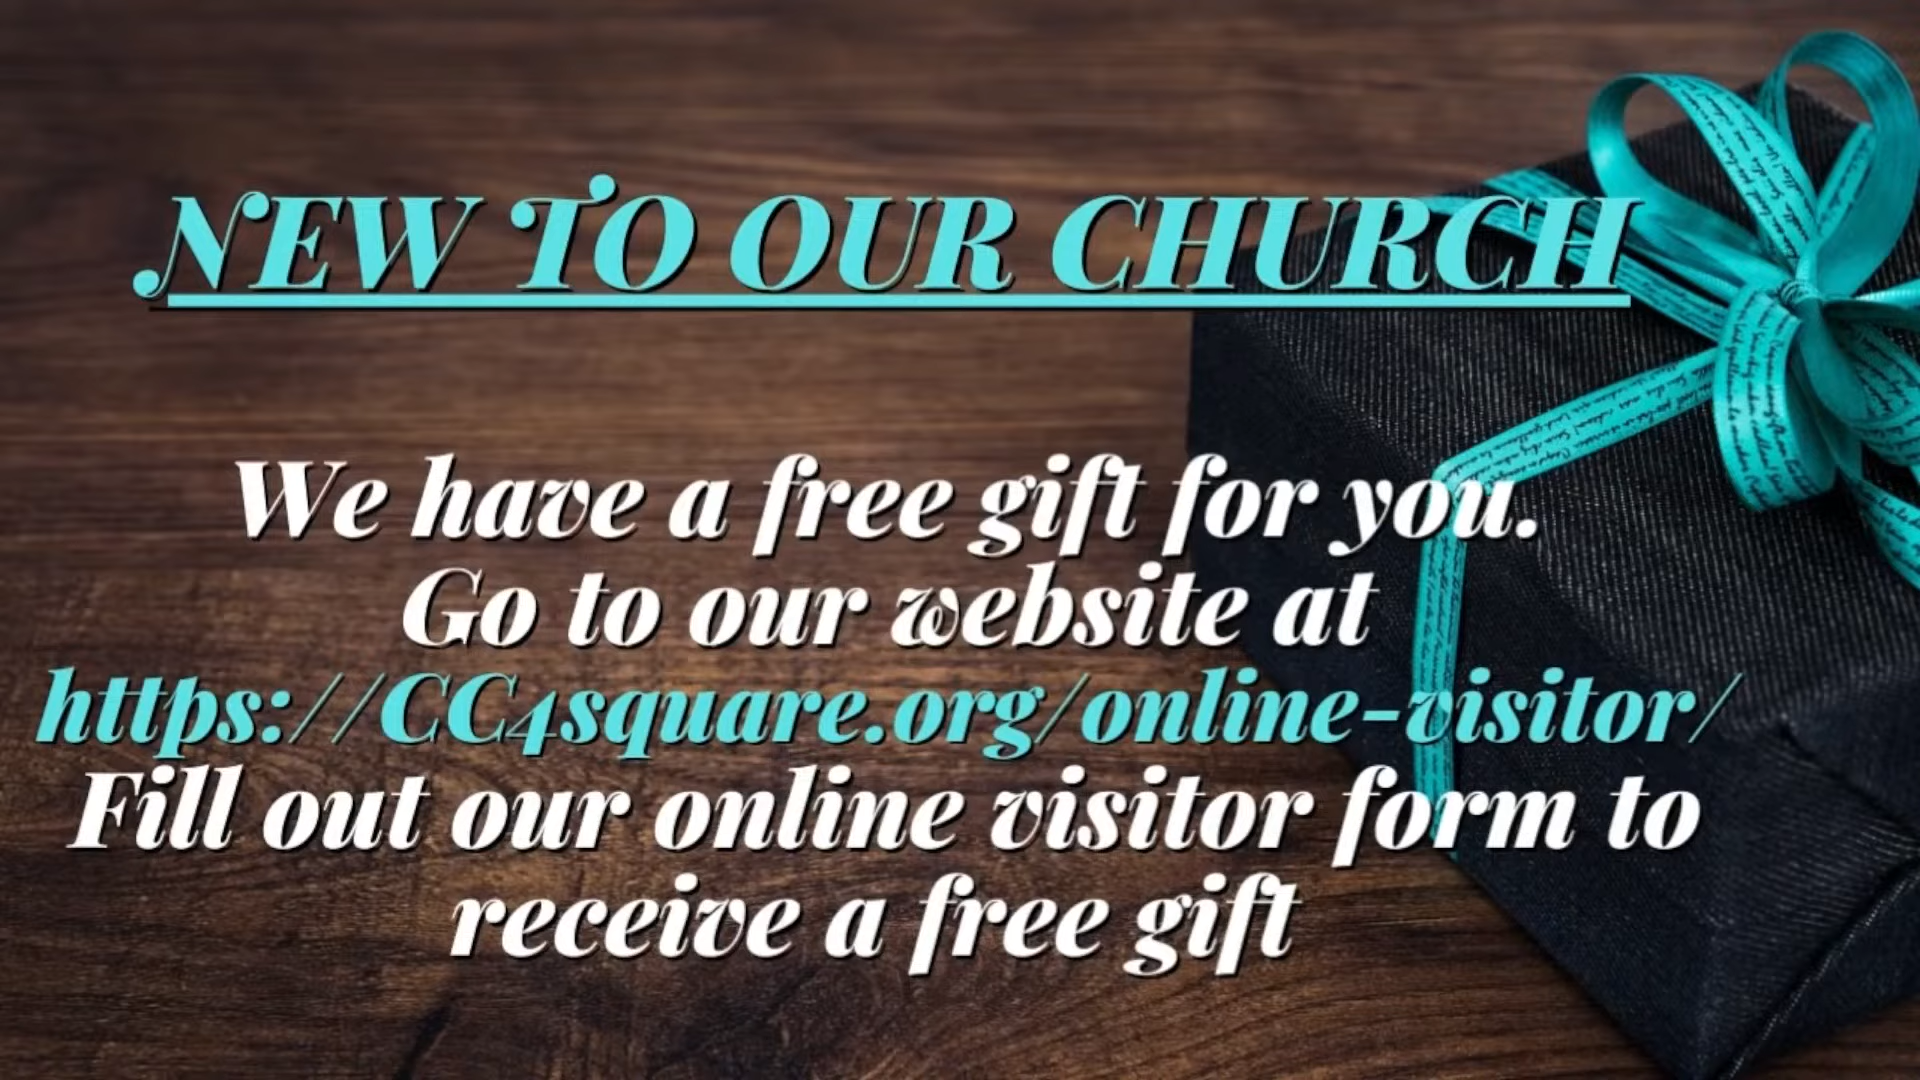 NEW TO OUR CHURCH
We have a free gift for you.
Go to our website at
https://CC4square.org/online-visitor/
Fill out our online visitor form to
receive a free gift